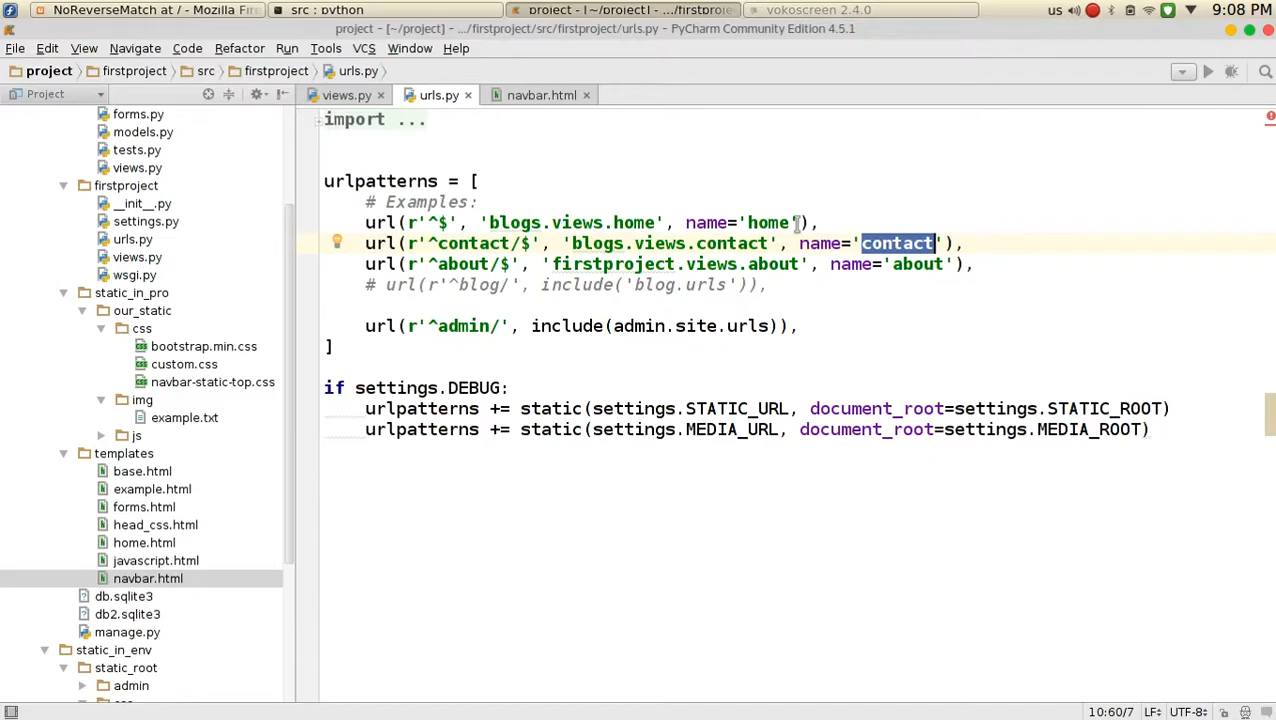 NoReverseMatch at / - Mozilla Fire
src : python
project - [~/project] - .../firstproje
vokoscreen 2.4.0
us
9:08 PM
project - [~/project] - .../firstproject/src/firstproject/urls.py - PyCharm Community Edition 4.5.1
File Edit View Navigate Code Refactor Run Tools VCS Window Help
project firstproject src firstproject urls.py
Project
views.py urls.py navbar.html
forms.py
models.py
tests.py
views.py
firstproject
__init__.py
settings.py
urls.py
views.py
wsgi.py
static_in_pro
our_static
css
bootstrap.min.css
custom.css
navbar-static-top.css
img
example.txt
js
templates
base.html
example.html
forms.html
head_css.html
home.html
javascript.html
navbar.html
db.sqlite3
db2.sqlite3
manage.py
static_in_env
static_root
admin
import ...
urlpatterns = [
# Examples:
url(r'^$', 'blogs.views.home', name='home'),
url(r'^contact/$', 'blogs.views.contact', name='contact'),
url(r'^about/$', 'firstproject.views.about', name='about'),
# url(r'^blog/', include('blog.urls')),
url(r'^admin/', include(admin.site.urls)),
]
if settings.DEBUG:
urlpatterns += static(settings.STATIC_URL, document_root=settings.STATIC_ROOT)
urlpatterns += static(settings.MEDIA_URL, document_root=settings.MEDIA_ROOT)
10:60/7 LF UTF-8